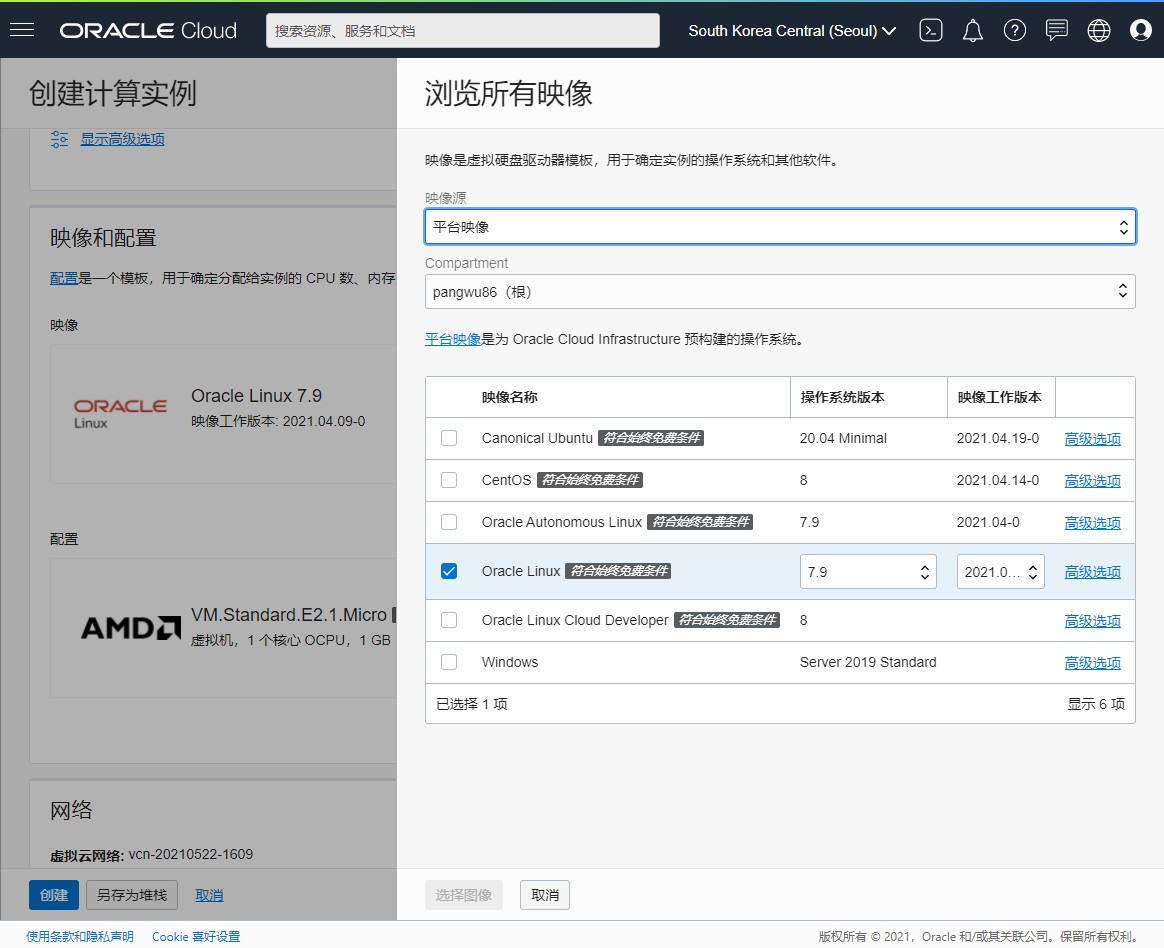 ORACLE Cloud
搜索资源、服务和文档
South Korea Central (Seoul)
创建计算实例
显示高级选项
映像和配置
配置是一个模板，用于确定分配给实例的 CPU 数、内存
映像
ORACLE
Linux
Oracle Linux 7.9
映像工作版本: 2021.04.09-0
配置
AMD
VM.Standard.E2.1.Micro
虚拟机，1 个核心 OCPU，1 GB
网络
虚拟云网络: vcn-20210522-1609
创建 另存为堆栈 取消
浏览所有映像
映像是虚拟硬盘驱动器模板，用于确定实例的操作系统和其他软件。
映像源
平台映像
Compartment
pangwu86（根）
平台映像是为 Oracle Cloud Infrastructure 预构建的操作系统。
映像名称 操作系统版本 映像工作版本
Canonical Ubuntu 符合始终免费条件 20.04 Minimal 2021.04.19-0 高级选项
CentOS 符合始终免费条件 8 2021.04.14-0 高级选项
Oracle Autonomous Linux 符合始终免费条件 7.9 2021.04-0 高级选项
Oracle Linux 符合始终免费条件 7.9 2021.0... 高级选项
Oracle Linux Cloud Developer 符合始终免费条件 8 高级选项
Windows Server 2019 Standard 高级选项
已选择 1 项 显示 6 项
选择图像 取消
使用条款和隐私声明 Cookie 喜好设置 版权所有 © 2021，Oracle 和/或其关联公司。保留所有权利。